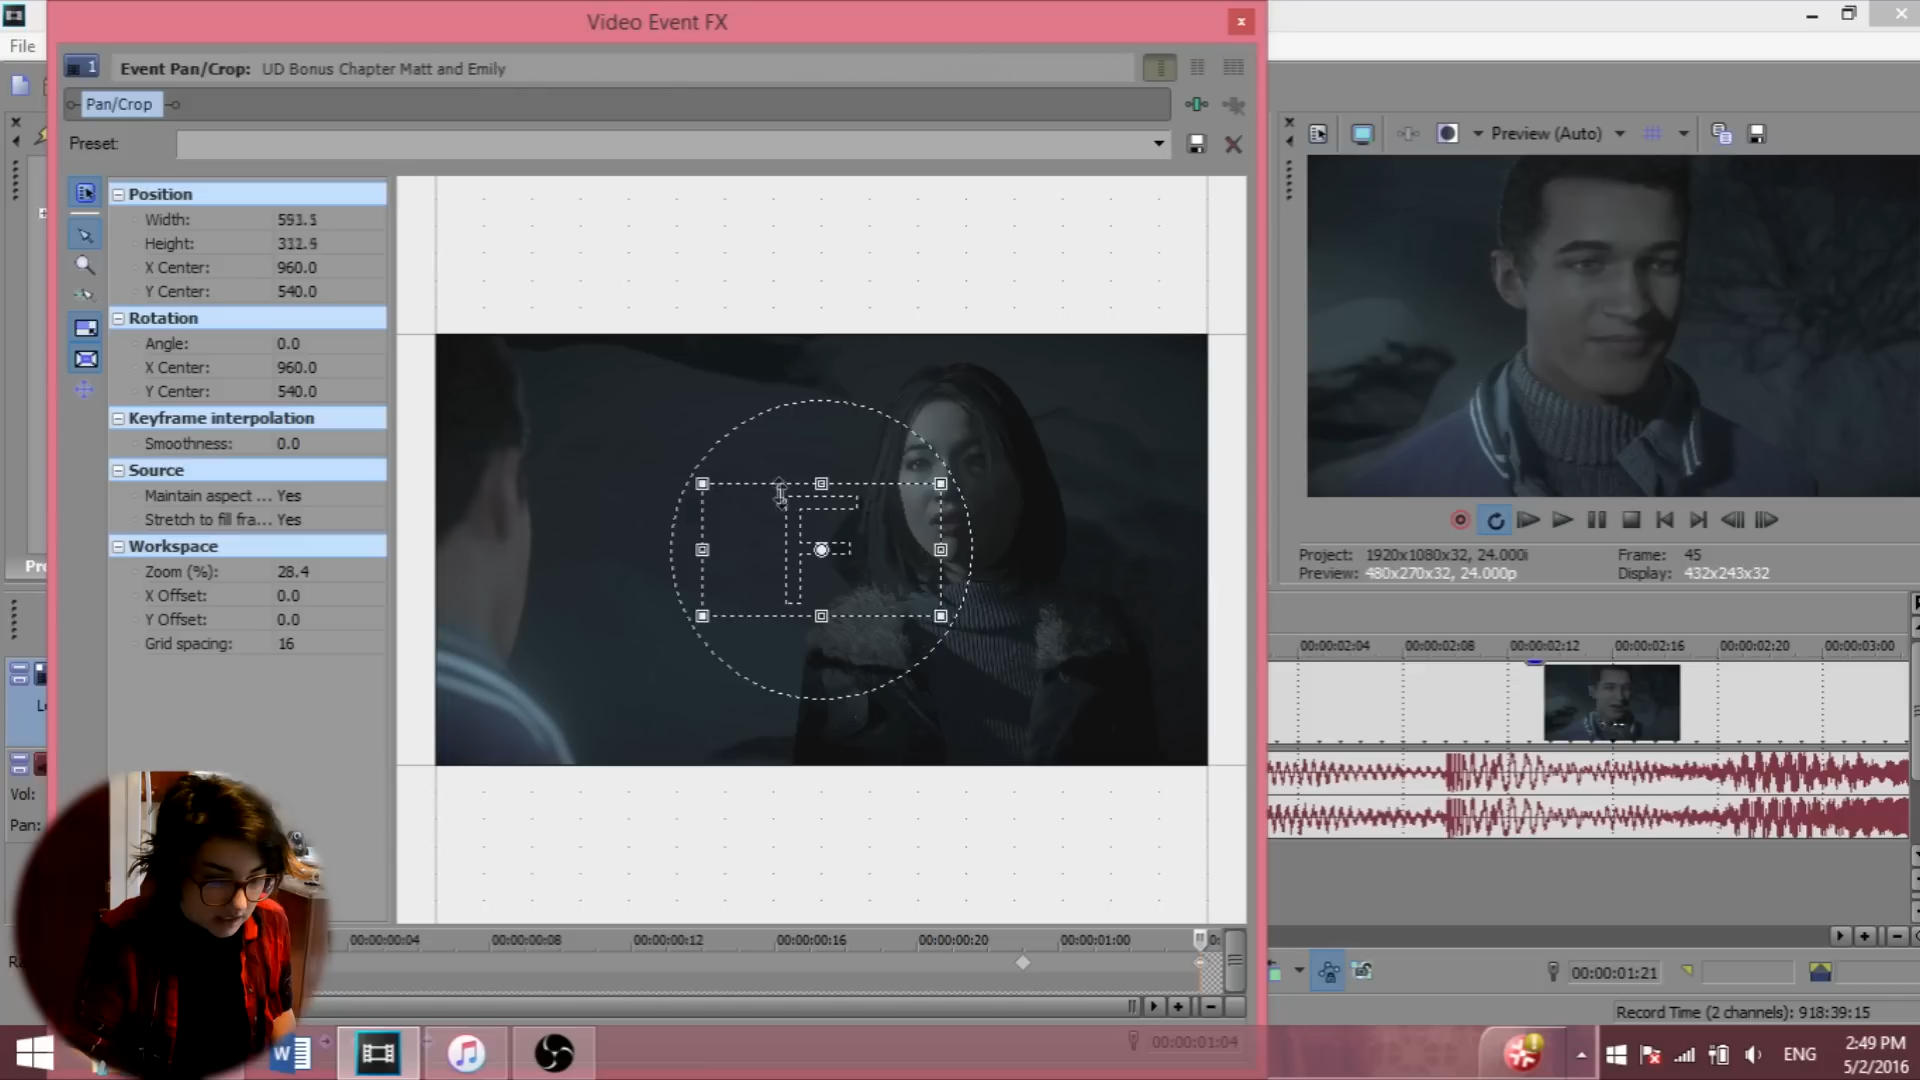 Video Event FX
File
1
Event Pan/Crop: UD Bonus Chapter Matt and Emily
Pan/Crop
Preset:
Preview (Auto)
Position
Width: 593.5
Height: 332.9
X Center: 960.0
Y Center: 540.0
Rotation
Angle: 0.0
X Center: 960.0
Y Center: 540.0
Keyframe interpolation
Smoothness: 0.0
Source
Maintain aspect ... Yes
Stretch to fill fra... Yes
Workspace
Zoom (%): 28.4
X Offset: 0.0
Y Offset: 0.0
Grid spacing: 16
Project: 1920x1080x32, 24.000i
Frame: 45
Preview: 480x270x32, 24.000p
Display: 432x243x32
00:00:02:04 00:00:02:08 00:00:02:12 00:00:02:16 00:00:02:20 00:00:03:00
Vol:
Pan:
00:00:00:04 00:00:00:08 00:00:00:12 00:00:00:16 00:00:00:20 00:00:01:00
00:00:01:21
Record Time (2 channels): 918:39:15
00:00:01:04
ENG
2:49 PM
5/2/2016